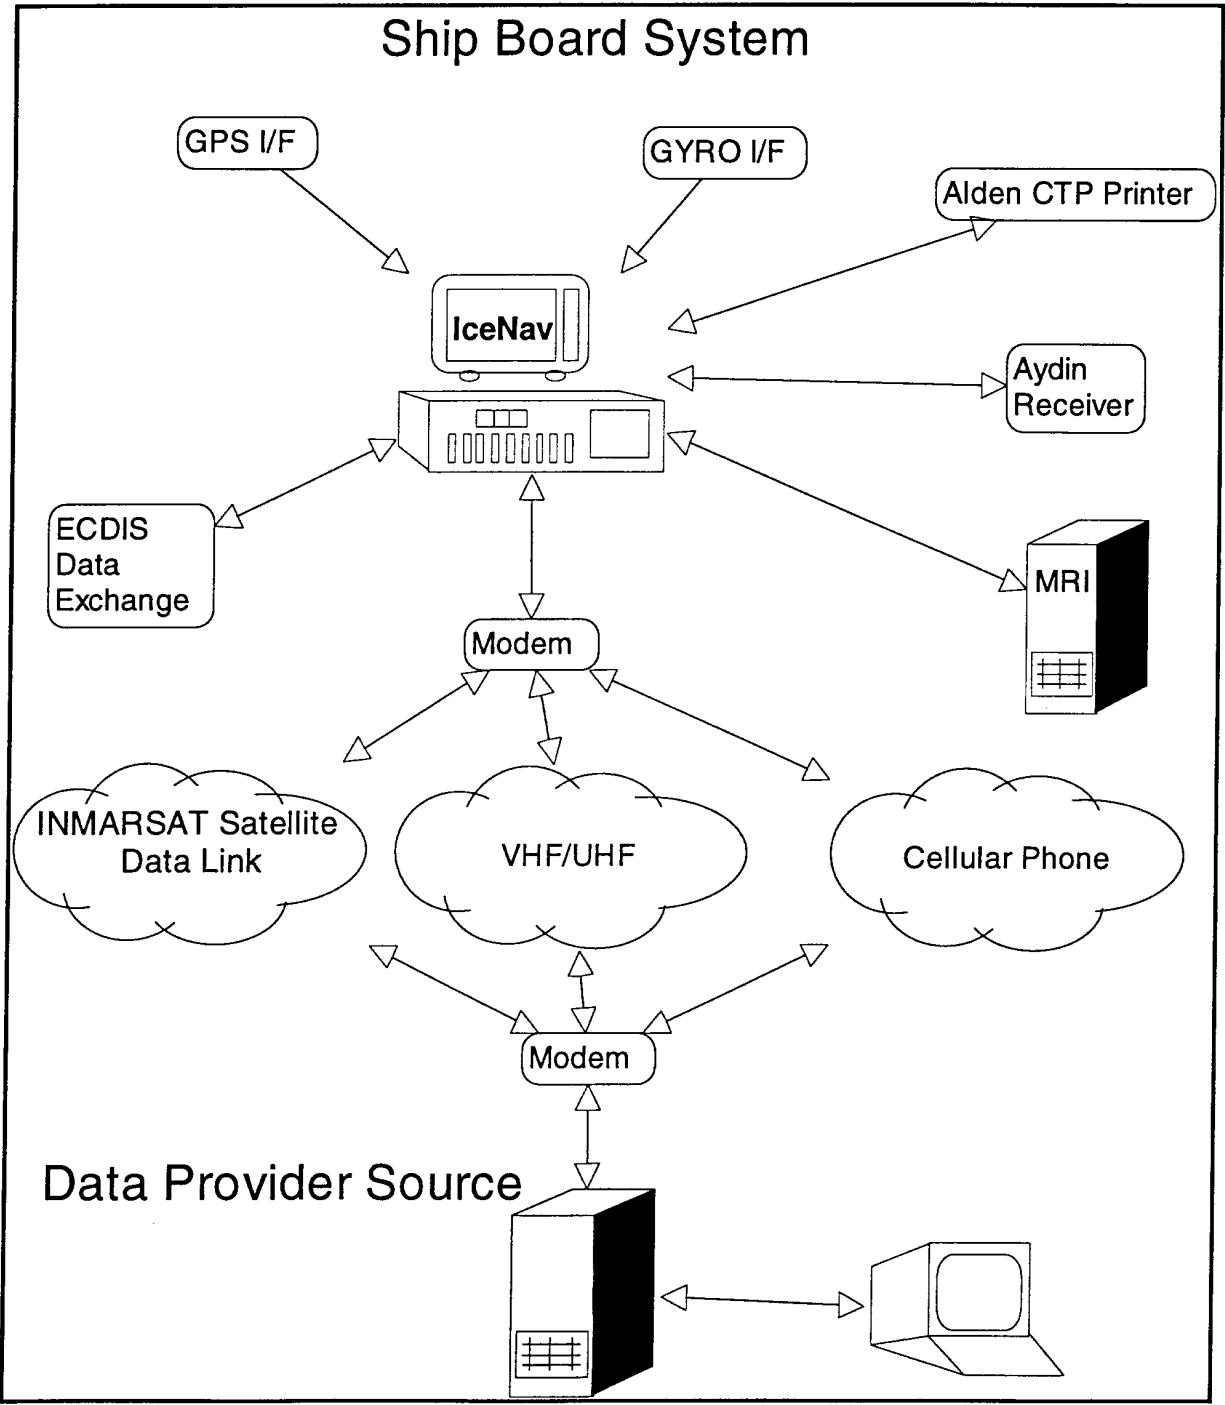 Ship Board System
GPS I/F
GYRO I/F
Alden CTP Printer
IceNav
Aydin
Receiver
ECDIS
Data
Exchange
MRI
Modem
INMARSAT Satellite
Data Link
VHF/UHF
Cellular Phone
Modem
Data Provider Source